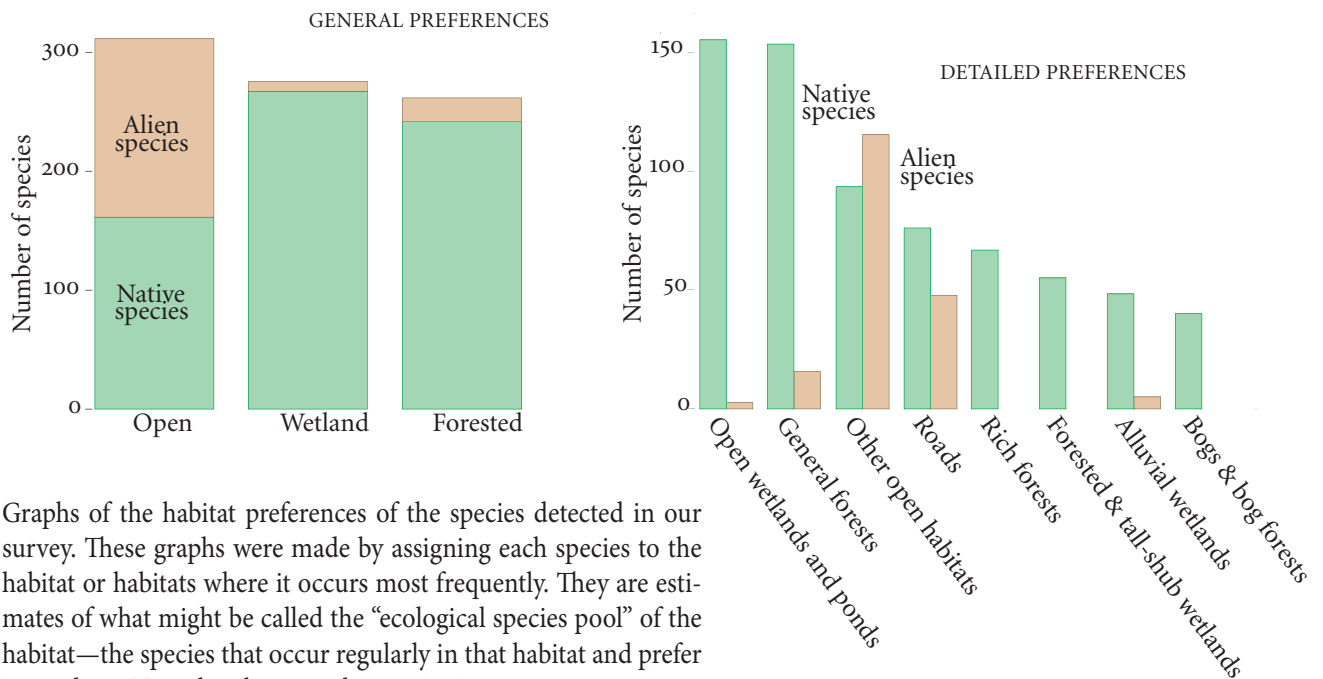 GENERAL PREFERENCES
300
200
100
0
Number of species
Alien
species
Native
species
Open
Wetland
Forested
DETAILED PREFERENCES
150
100
50
0
Number of species
Native
species
Alien
species
Open wetlands and ponds
General forests
Other open habitats
Roads
Rich forests
Forested & tall-shub wetlands
Alluvial wetlands
Bogs & bog forests
Graphs of the habitat preferences of the species detected in our
survey. These graphs were made by assigning each species to the
habitat or habitats where it occurs most frequently. They are esti-
mates of what might be called the “ecological species pool” of the
habitat—the species that occur regularly in that habitat and prefer